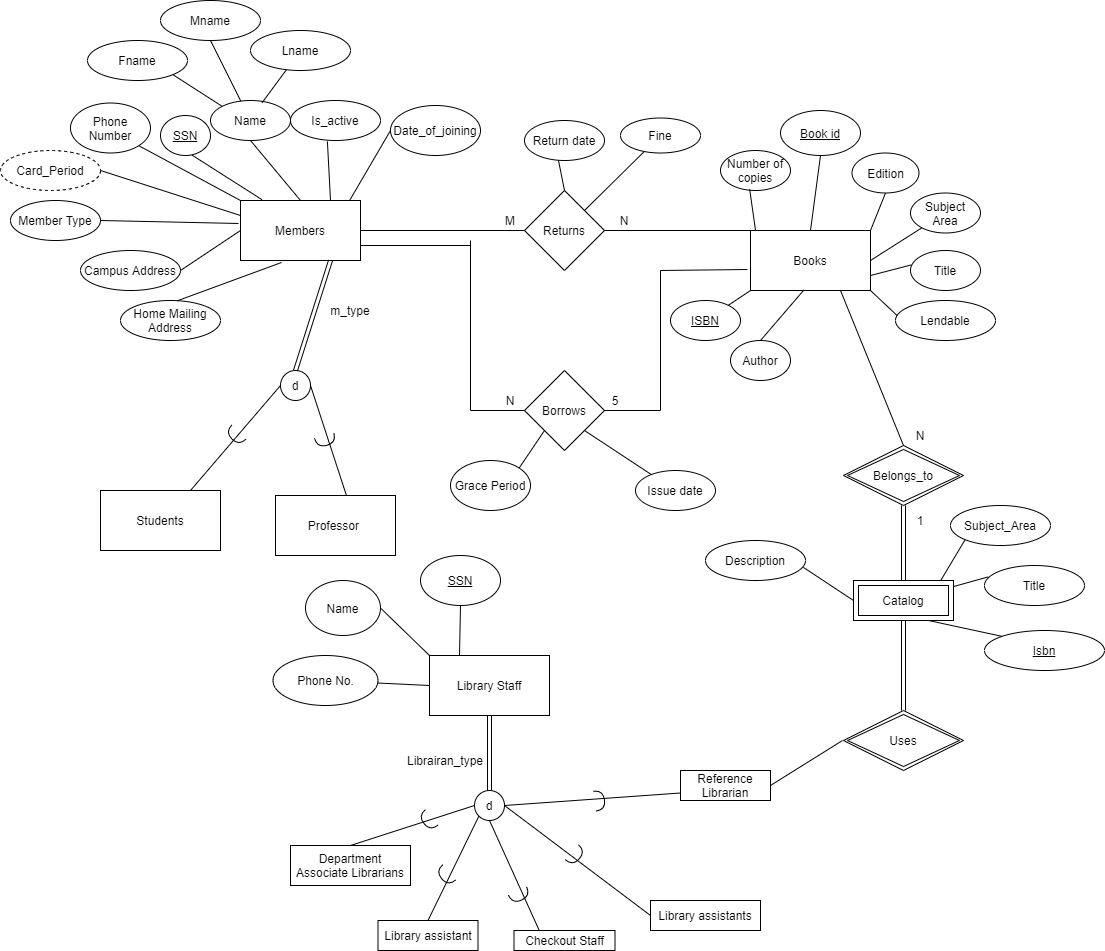 Mname
Lname
Fname
Phone
Number
SSN
Name
Is_active
Date_of_joining
Card_Period
Member Type
Members
Campus Address
Home Mailing
Address
m_type
M
Returns
N
Return date
Fine
Number of
copies
Book id
Edition
Subject
Area
Title
Lendable
Books
ISBN
Author
d
N
Borrows
5
Grace Period
Issue date
Students
Professor
N
Belongs_to
1
Subject_Area
Description
Title
Catalog
Isbn
SSN
Name
Phone No.
Library Staff
Librairan_type
Uses
Reference
Librarian
d
Department
Associate Librarians
Library assistant
Checkout Staff
Library assistants